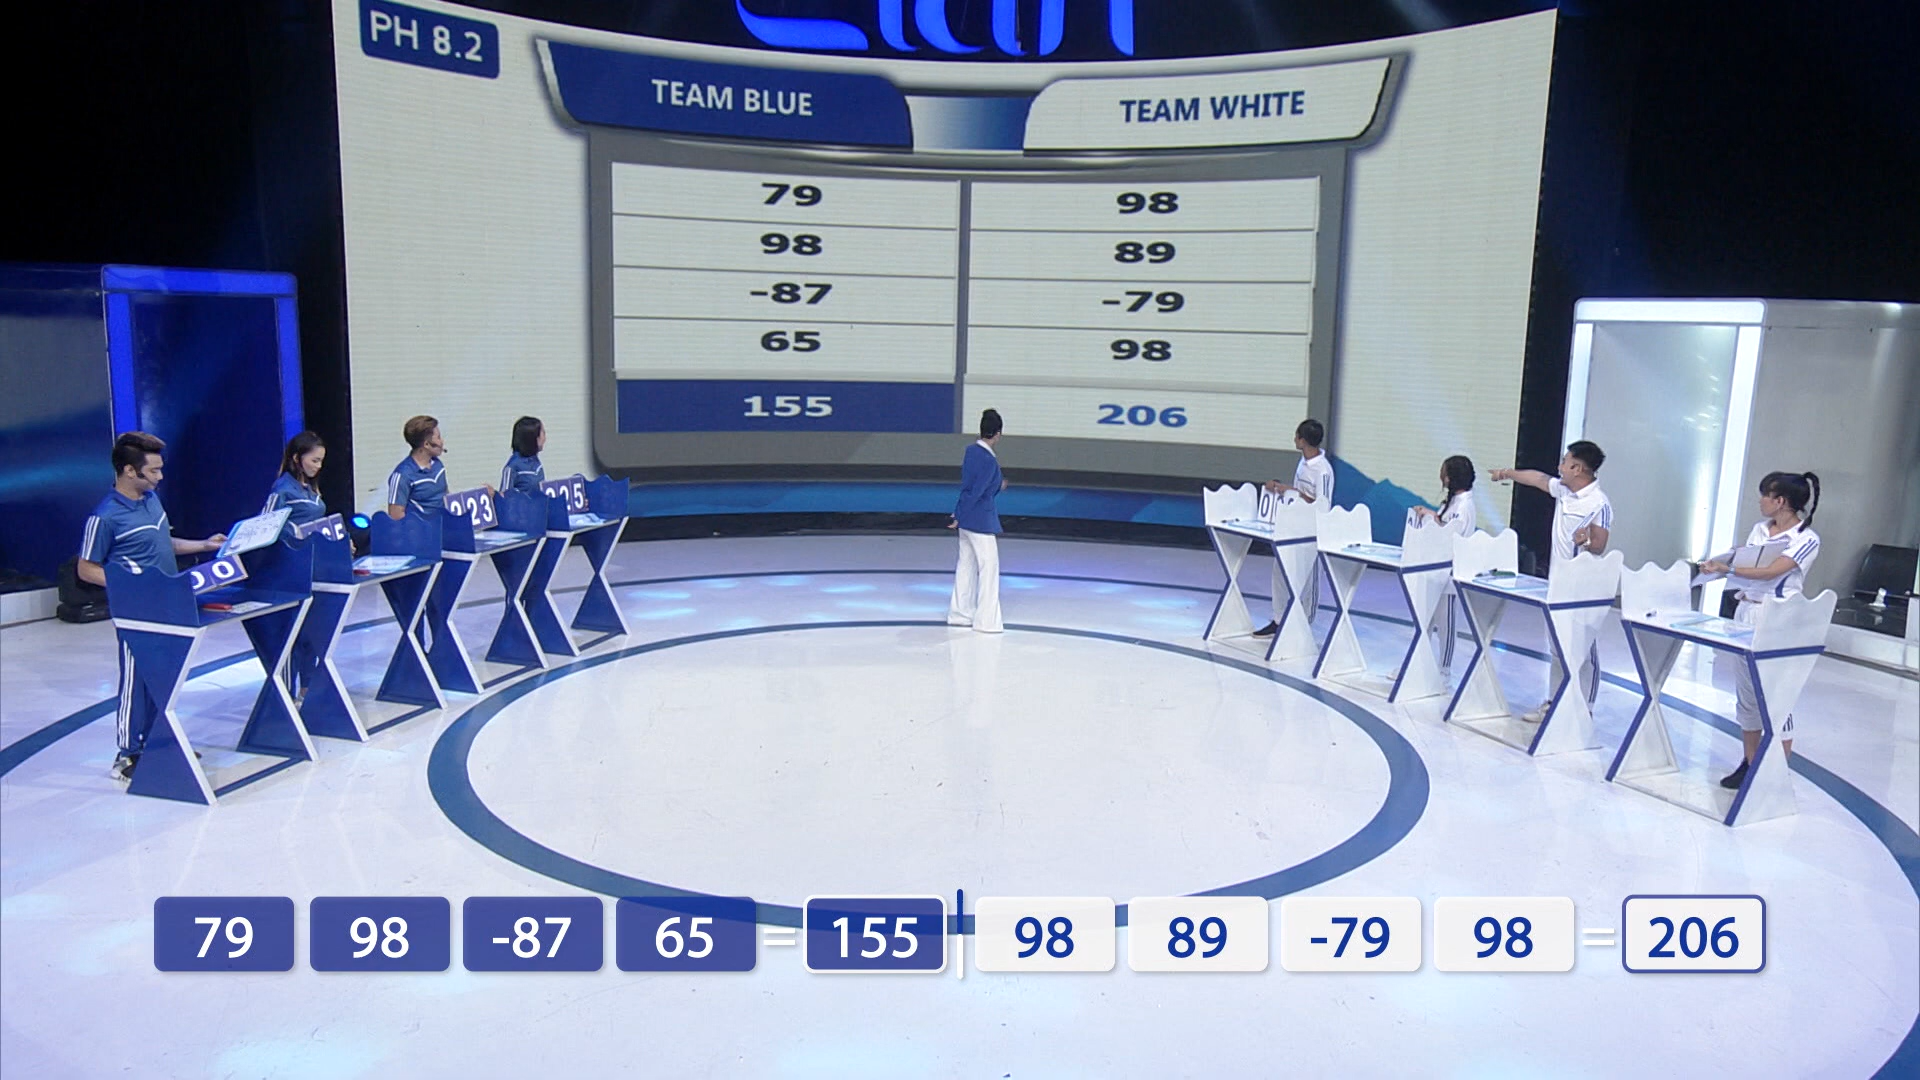 PH 8.2
TEAM BLUE TEAM WHITE
79 98
98 89
-87 -79
65 98
155 206
79 98 -87 65 = 155 98 89 -79 98 = 206